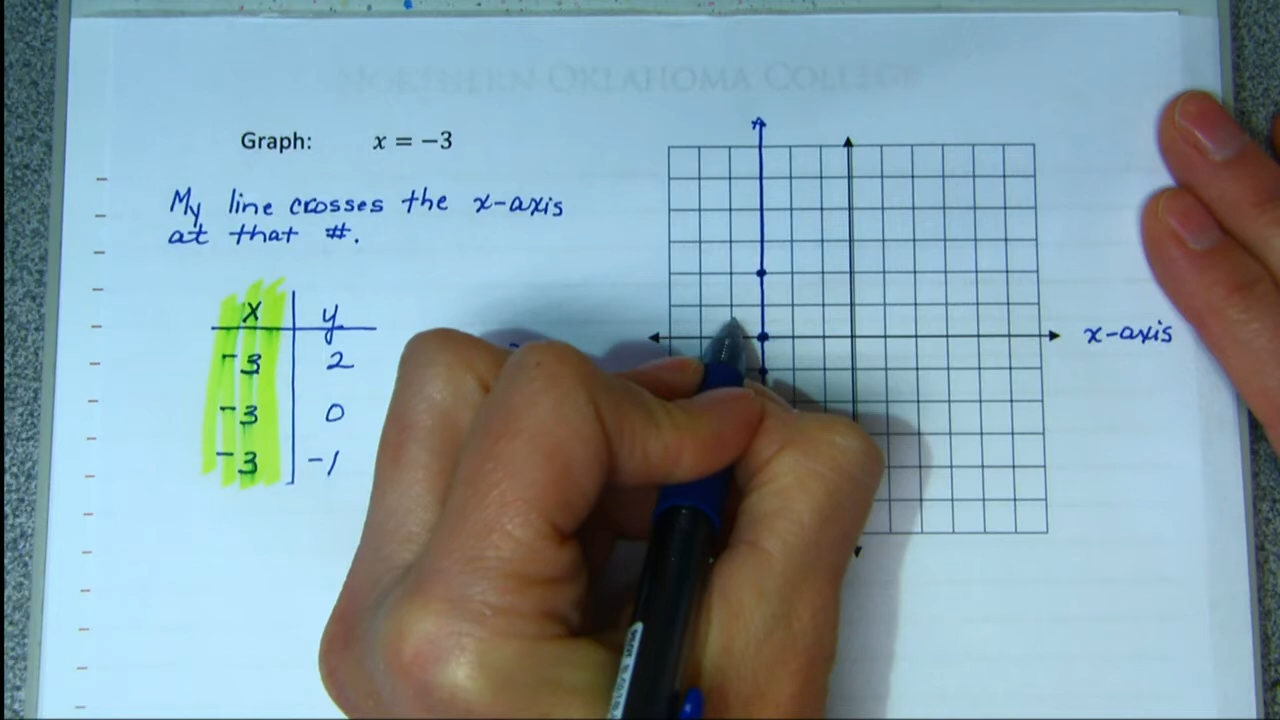 NORTHERN OKLAHOMA COLLEGE
Graph: x = −3
My line crosses the x-axis
at that #.
x y
-3 2
-3 0
-3 -1
x-axis